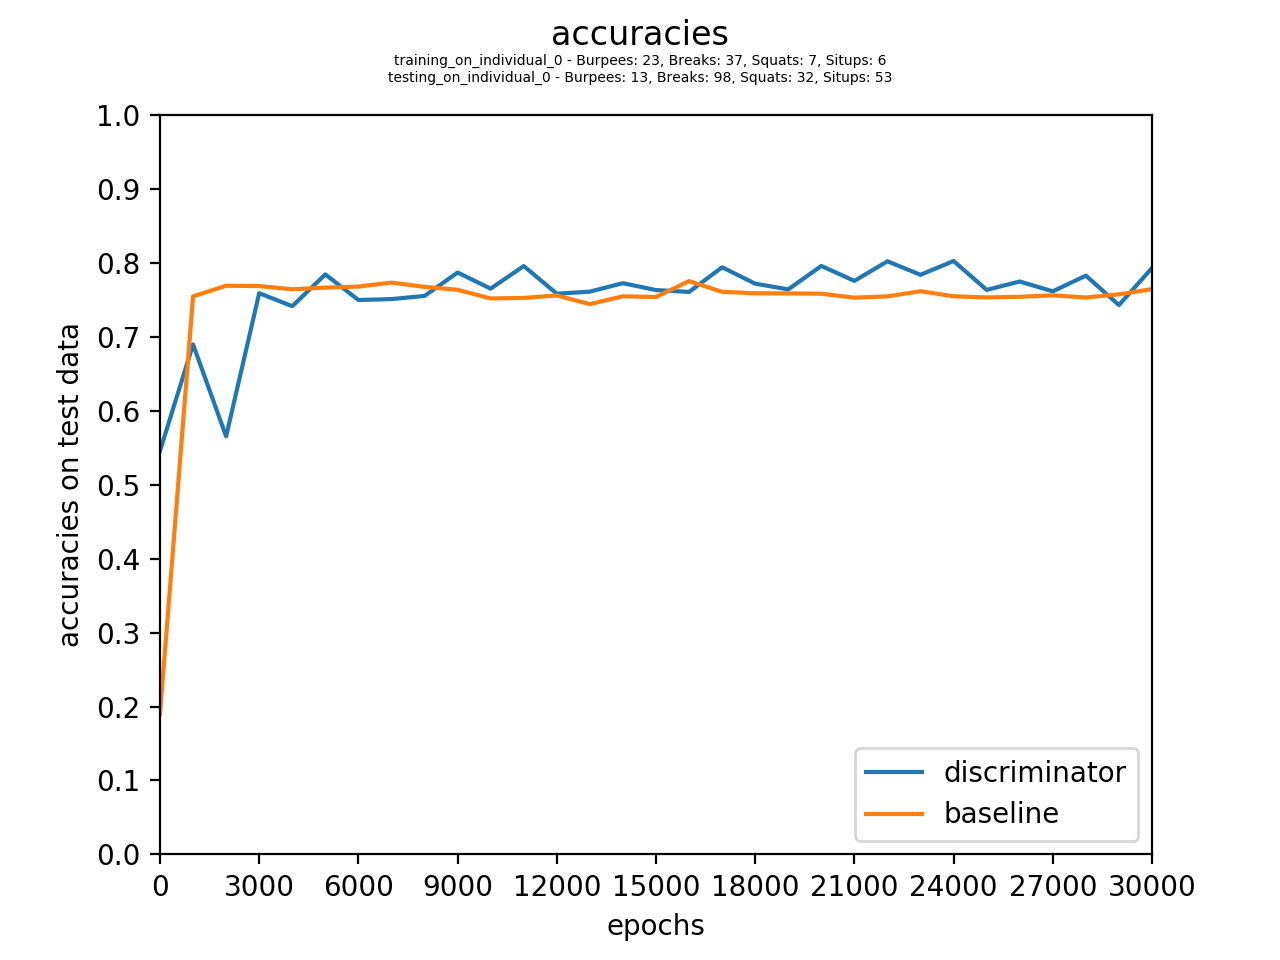 accuracies
training_on_individual_0 - Burpees: 23, Breaks: 37, Squats: 7, Situps: 6
testing_on_individual_0 - Burpees: 13, Breaks: 98, Squats: 32, Situps: 53
1.0
0.9
0.8
0.7
0.6
0.5
0.4
0.3
0.2
0.1
0.0
accuracies on test data
discriminator
baseline
0 3000 6000 9000 12000 15000 18000 21000 24000 27000 30000
epochs